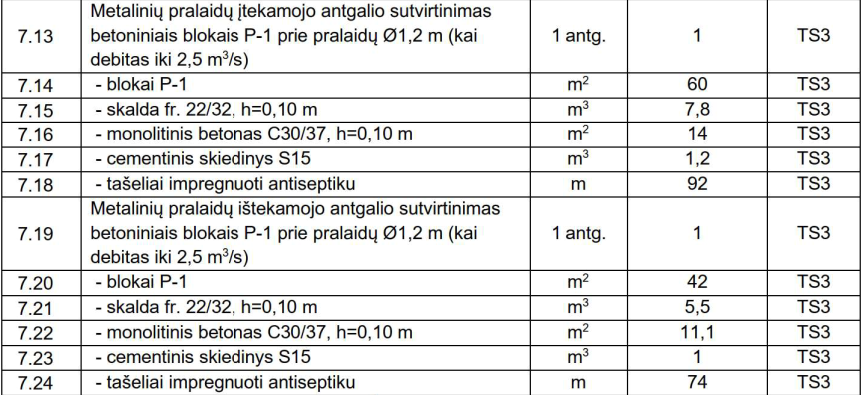 Metalinių pralaidų įtekamojo antgalio sutvirtinimas
7.13 betoniniais blokais P-1 prie pralaidų Ø1,2 m (kai 1 antg. 1 TS3
debitas iki 2,5 m³/s)
7.14 - blokai P-1 m² 60 TS3
7.15 - skalda fr. 22/32, h=0,10 m m³ 7,8 TS3
7.16 - monolitinis betonas C30/37, h=0,10 m m² 14 TS3
7.17 - cementinis skiedinys S15 m³ 1,2 TS3
7.18 - tašeliai impregnuoti antiseptiku m 92 TS3
Metalinių pralaidų ištekamojo antgalio sutvirtinimas
7.19 betoniniais blokais P-1 prie pralaidų Ø1,2 m (kai 1 antg. 1 TS3
debitas iki 2,5 m³/s)
7.20 - blokai P-1 m² 42 TS3
7.21 - skalda fr. 22/32, h=0,10 m m³ 5,5 TS3
7.22 - monolitinis betonas C30/37, h=0,10 m m² 11,1 TS3
7.23 - cementinis skiedinys S15 m³ 1 TS3
7.24 - tašeliai impregnuoti antiseptiku m 74 TS3